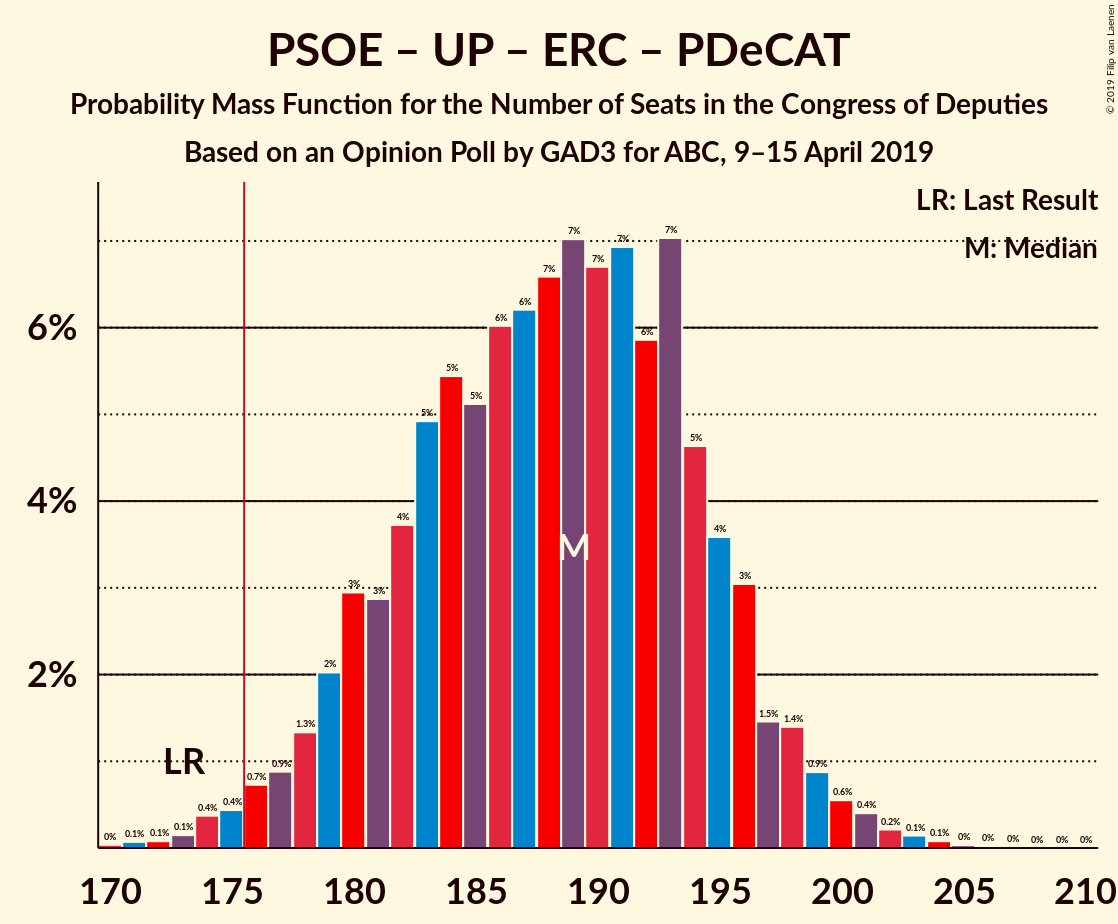 PSOE – UP – ERC – PDeCAT
Probability Mass Function for the Number of Seats in the Congress of Deputies
Based on an Opinion Poll by GAD3 for ABC, 9–15 April 2019
© 2019 Filip van Laenen
LR: Last Result
M: Median
6%
4%
2%
LR
M
0% 0.1% 0.1% 0.1% 0.4% 0.4% 0.7% 0.9% 1.3% 2% 3% 3% 4% 5% 5% 5% 6% 6% 7% 7% 7% 7% 6% 7% 5% 4% 3% 1.5% 1.4% 0.9% 0.6% 0.4% 0.2% 0.1% 0.1% 0% 0% 0% 0% 0% 0%
170 175 180 185 190 195 200 205 210